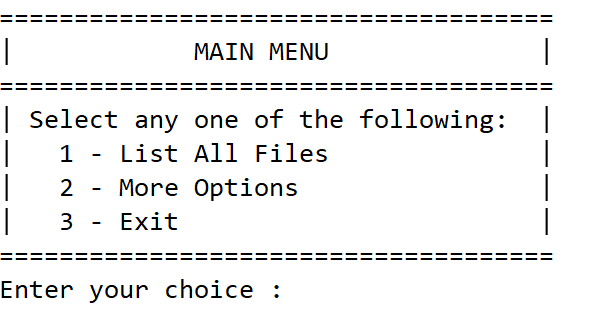 =====================================
|            MAIN MENU              |
=====================================
| Select any one of the following:  |
|   1 - List All Files              |
|   2 - More Options                |
|   3 - Exit                        |
=====================================
Enter your choice :